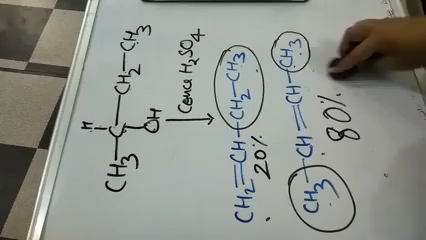 H
CH3—C—CH2—CH3
OH
Conc H2SO4
CH2=CH—CH2—CH3
20%
CH3—CH=CH—CH3
80%